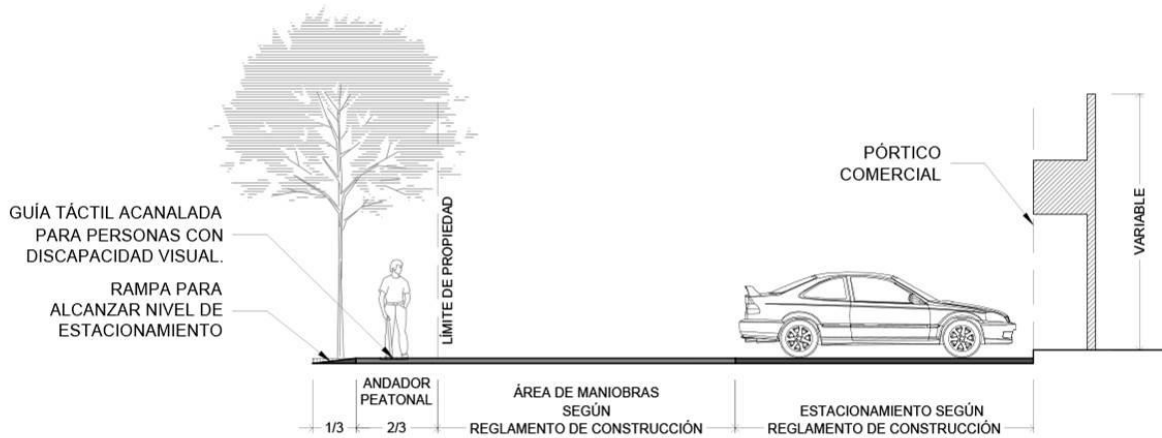 PÓRTICO
COMERCIAL
VARIABLE
GUÍA TÁCTIL ACANALADA
PARA PERSONAS CON
DISCAPACIDAD VISUAL.
LÍMITE DE PROPIEDAD
RAMPA PARA
ALCANZAR NIVEL DE
ESTACIONAMIENTO
ANDADOR
PEATONAL
1/3
2/3
ÁREA DE MANIOBRAS
SEGÚN
REGLAMENTO DE CONSTRUCCIÓN
ESTACIONAMIENTO SEGÚN
REGLAMENTO DE CONSTRUCCIÓN